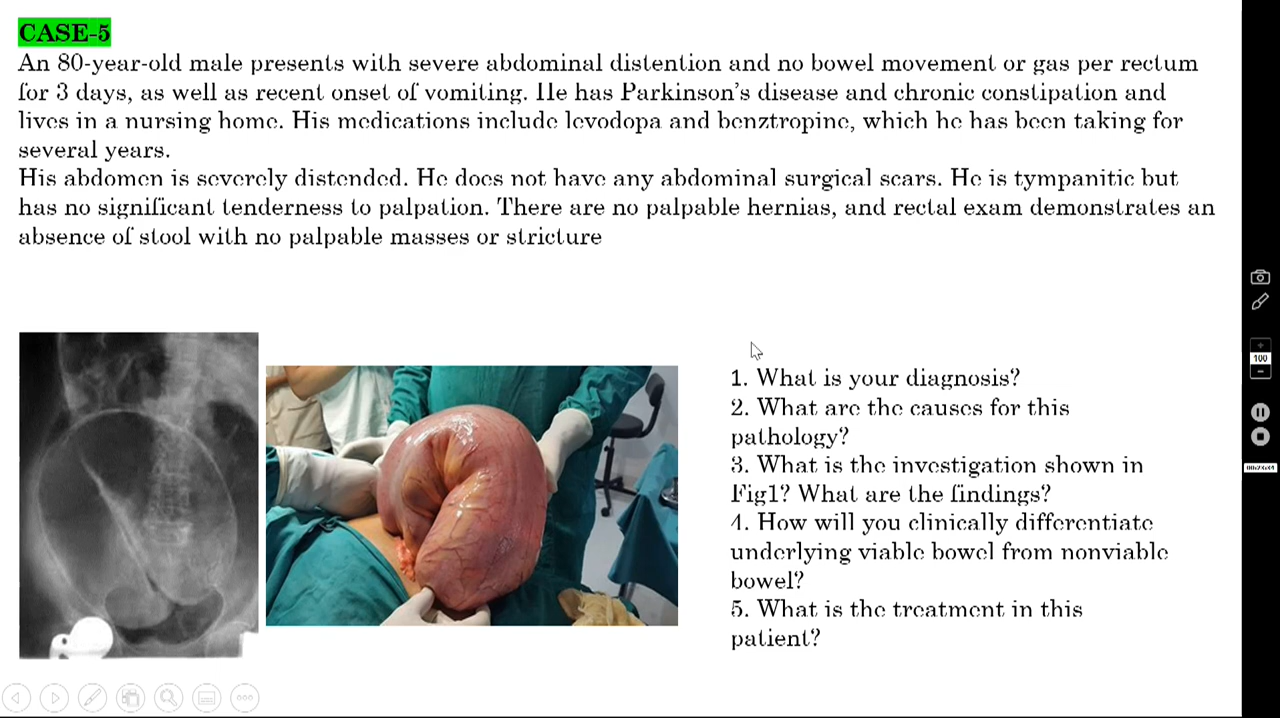 CASE-5
An 80-year-old male presents with severe abdominal distention and no bowel movement or gas per rectum
for 3 days, as well as recent onset of vomiting. He has Parkinson's disease and chronic constipation and
lives in a nursing home. His medications include levodopa and benztropine, which he has been taking for
several years.
His abdomen is severely distended. He does not have any abdominal surgical scars. He is tympanitic but
has no significant tenderness to palpation. There are no palpable hernias, and rectal exam demonstrates an
absence of stool with no palpable masses or stricture
1. What is your diagnosis?
2. What are the causes for this
pathology?
3. What is the investigation shown in
Fig1? What are the findings?
4. How will you clinically differentiate
underlying viable bowel from nonviable
bowel?
5. What is the treatment in this
patient?
100